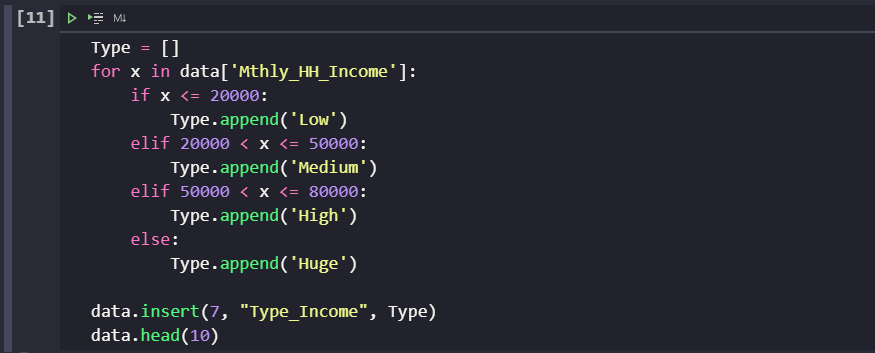 [11] M↓
Type = []
for x in data['Mthly_HH_Income']:
    if x <= 20000:
        Type.append('Low')
    elif 20000 < x <= 50000:
        Type.append('Medium')
    elif 50000 < x <= 80000:
        Type.append('High')
    else:
        Type.append('Huge')

data.insert(7, "Type_Income", Type)
data.head(10)